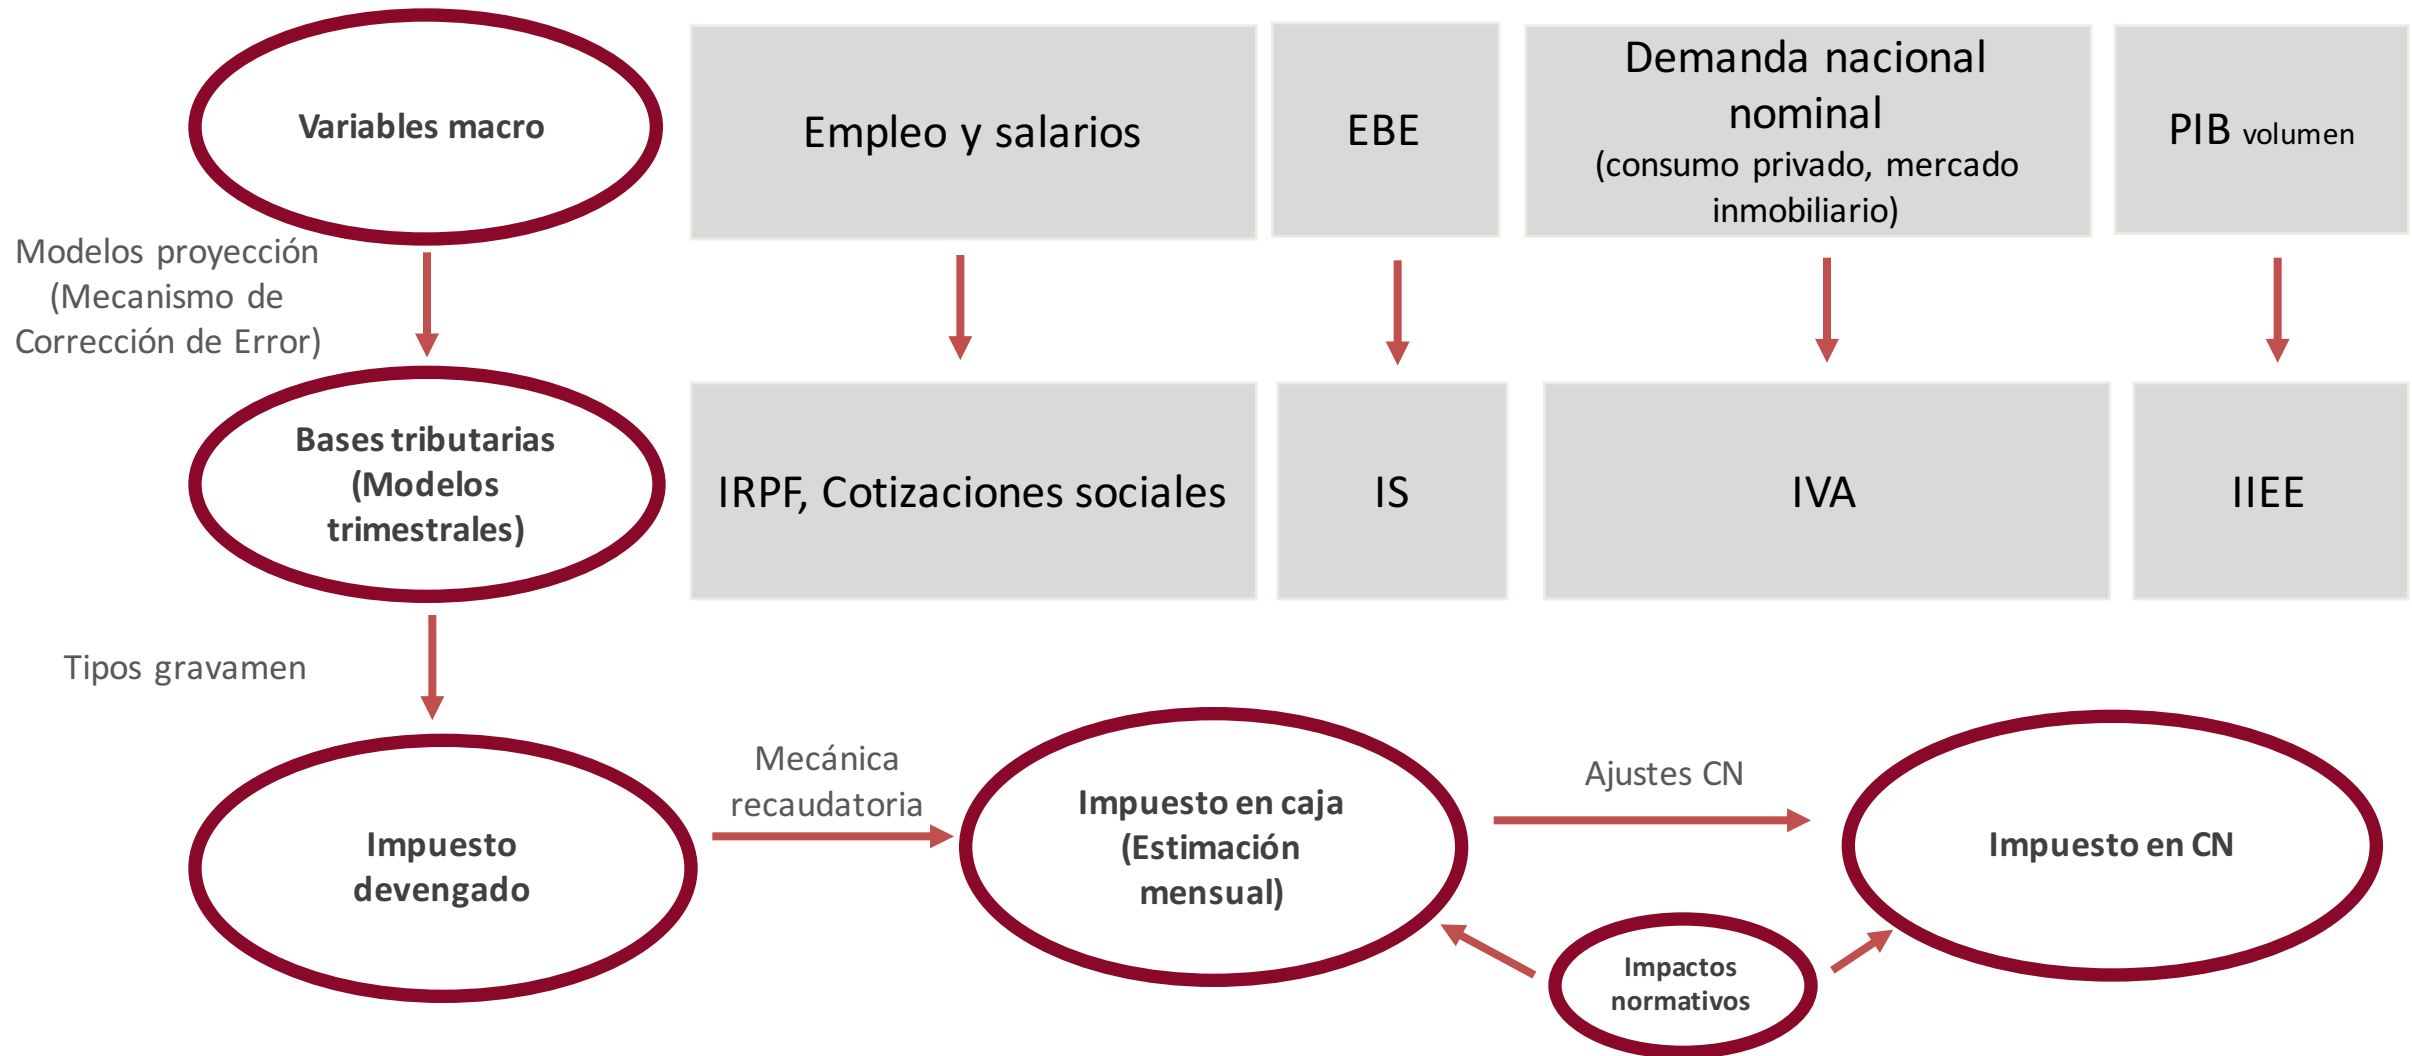 Variables macro
Empleo y salarios
EBE
Demanda nacional
nominal
(consumo privado, mercado
inmobiliario)
PIB volumen
Modelos proyección
(Mecanismo de
Corrección de Error)
Bases tributarias
(Modelos
trimestrales)
IRPF, Cotizaciones sociales
IS
IVA
IIEE
Tipos gravamen
Impuesto
devengado
Mecánica
recaudatoria
Impuesto en caja
(Estimación
mensual)
Ajustes CN
Impuesto en CN
Impactos
normativos